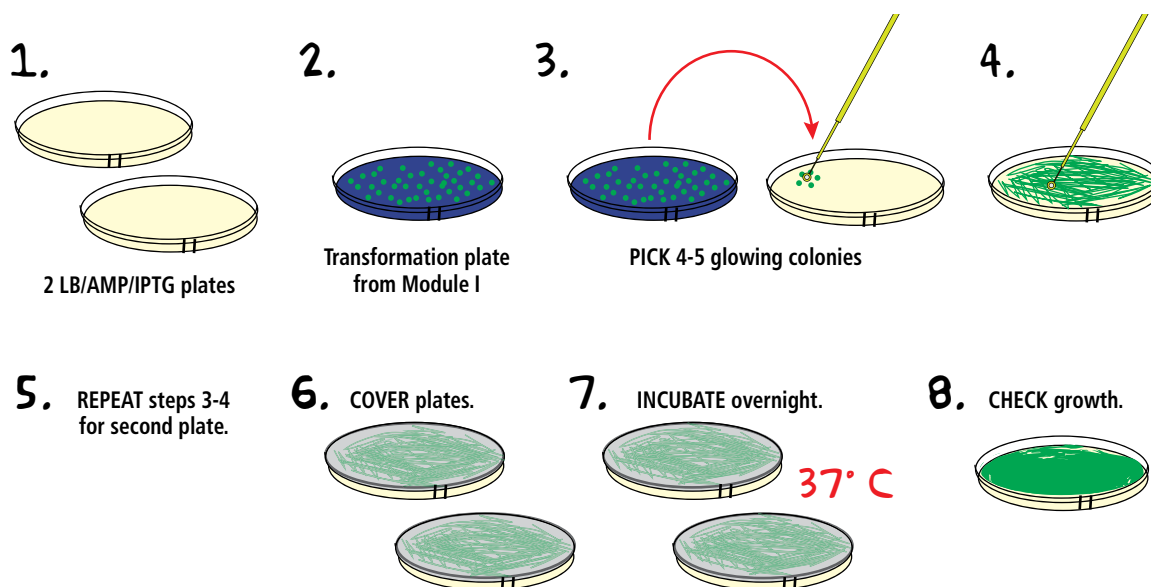 1.
2.
3.
4.
2 LB/AMP/IPTG plates
Transformation plate
from Module I
PICK 4-5 glowing colonies
5.
REPEAT steps 3-4
for second plate.
6.
COVER plates.
7.
INCUBATE overnight.
37° C
8.
CHECK growth.